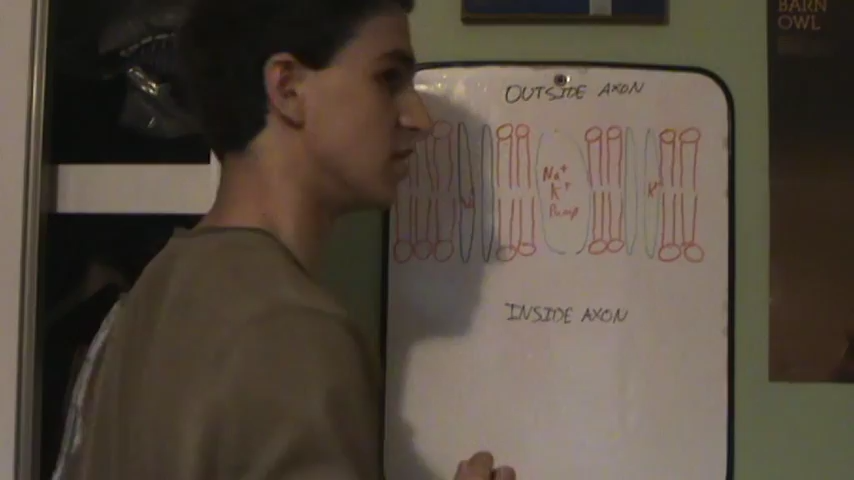 BARN
OWL
OUTSIDE AXON
Na+
K+
Pump
K+
INSIDE AXON